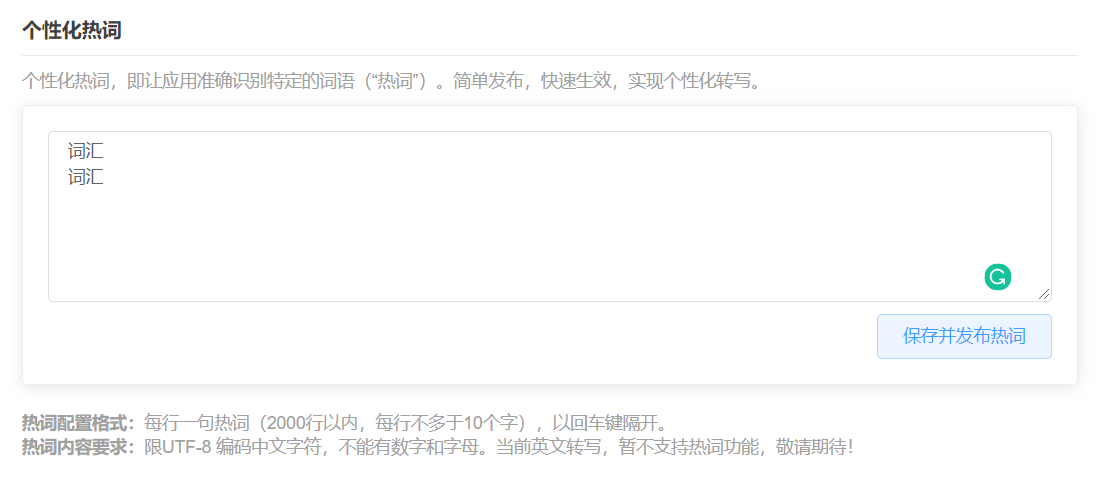 个性化热词
个性化热词，即让应用准确识别特定的词语（“热词”）。简单发布，快速生效，实现个性化转写。
词汇
词汇
保存并发布热词
热词配置格式：每行一句热词（2000行以内，每行不多于10个字），以回车键隔开。
热词内容要求：限UTF-8 编码中文字符，不能有数字和字母。当前英文转写，暂不支持热词功能，敬请期待！